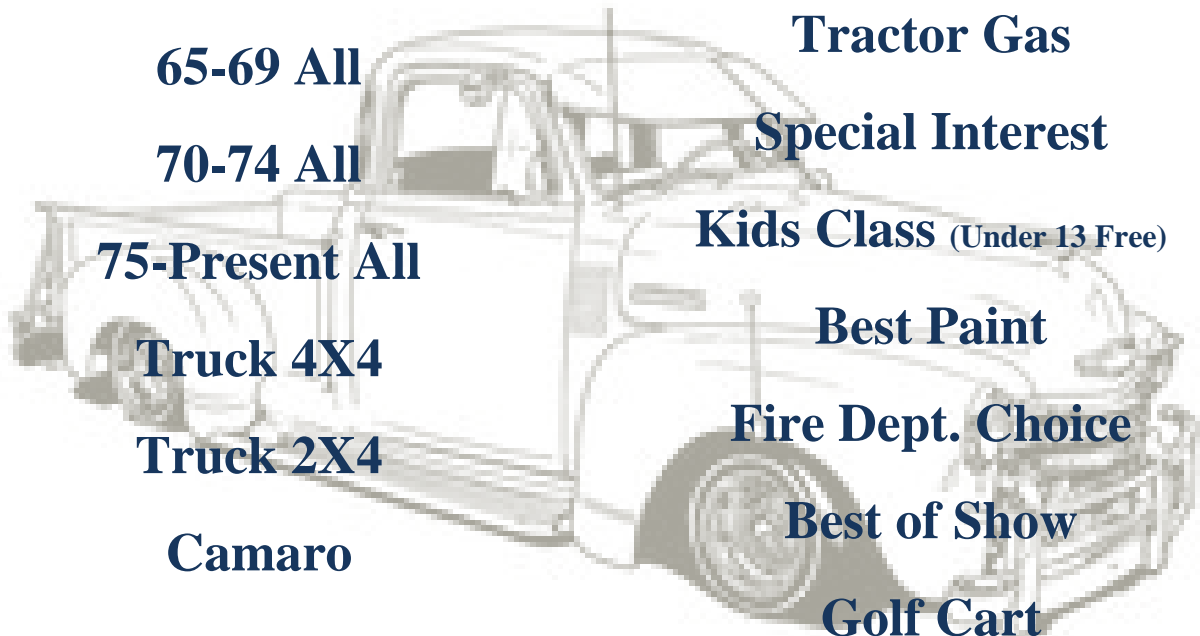 65-69 All
70-74 All
75-Present All
Truck 4X4
Truck 2X4
Camaro
Tractor Gas
Special Interest
Kids Class (Under 13 Free)
Best Paint
Fire Dept. Choice
Best of Show
Golf Cart